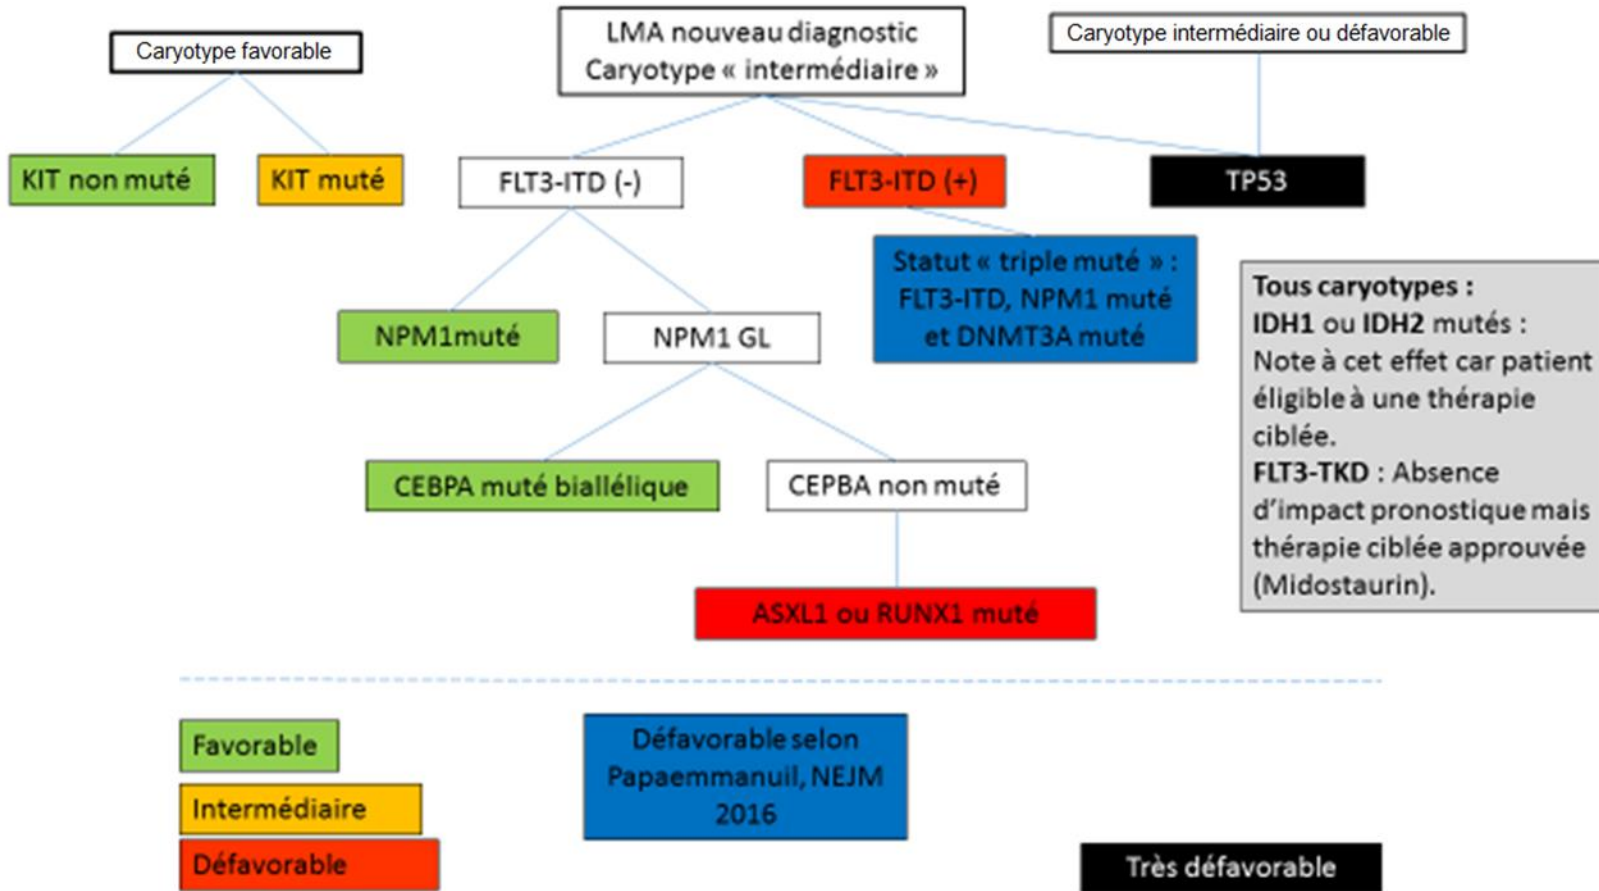 Caryotype favorable
LMA nouveau diagnostic
Caryotype « intermédiaire »
Caryotype intermédiaire ou défavorable
KIT non muté
KIT muté
FLT3-ITD (-)
FLT3-ITD (+)
TP53
Statut « triple muté » :
FLT3-ITD, NPM1 muté
et DNMT3A muté
NPM1muté
NPM1 GL
CEBPA muté biallélique
CEPBA non muté
ASXL1 ou RUNX1 muté
Tous caryotypes :
IDH1 ou IDH2 mutés :
Note à cet effet car patient
éligible à une thérapie
ciblée.
FLT3-TKD : Absence
d'impact pronostique mais
thérapie ciblée approuvée
(Midostaurin).
Favorable
Intermédiaire
Défavorable
Défavorable selon
Papaemmanuil, NEJM
2016
Très défavorable